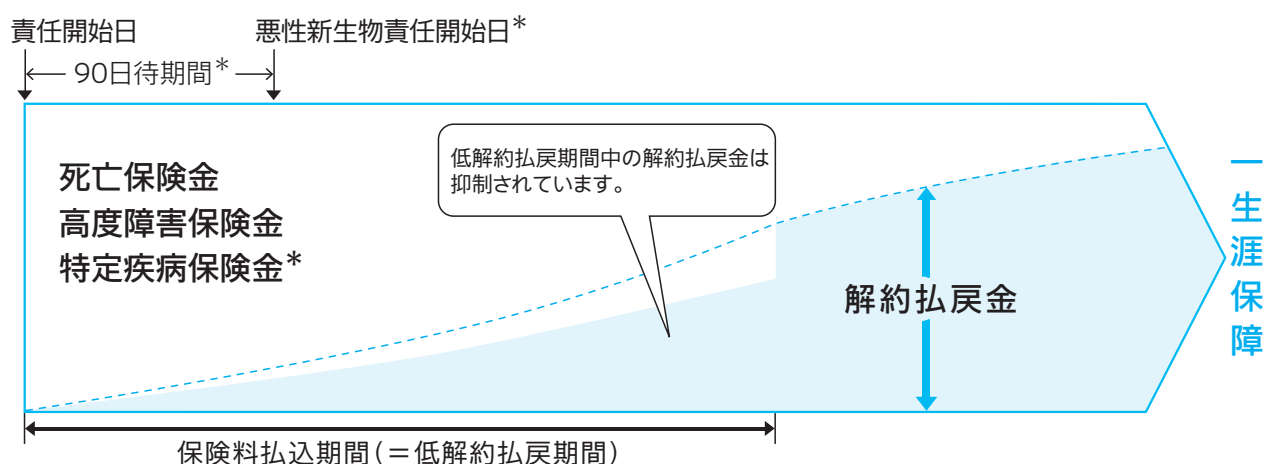 責任開始日
悪性新生物責任開始日*
90日待期間*
低解約払戻期間中の解約払戻金は
抑制されています。
死亡保険金
高度障害保険金
特定疾病保険金*
解約払戻金
一生涯保障
保険料払込期間(=低解約払戻期間)